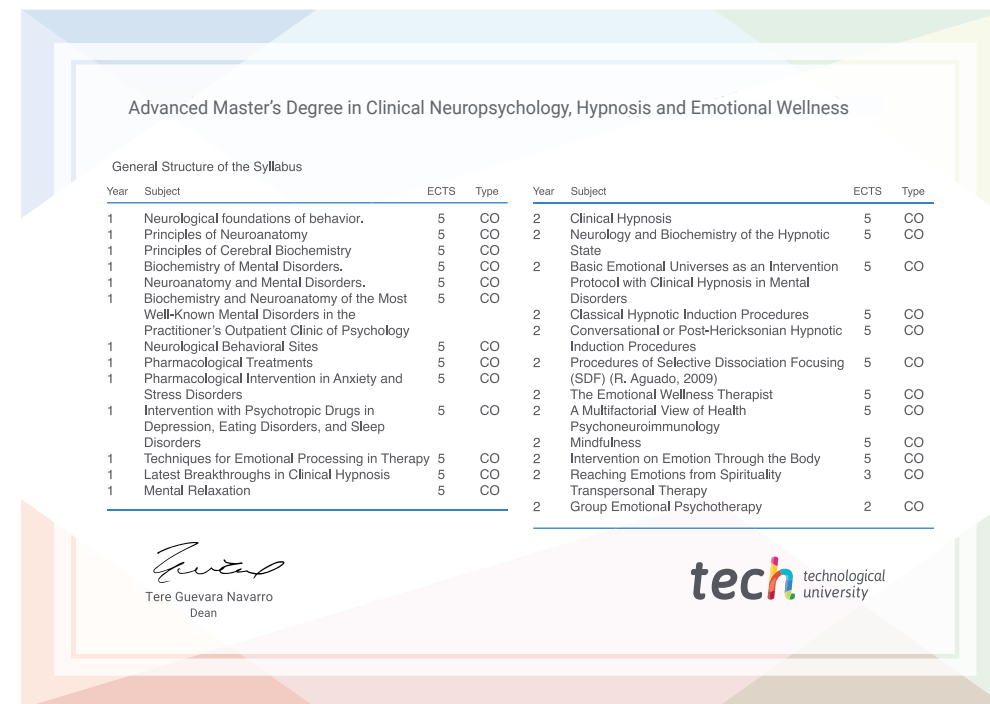 Advanced Master's Degree in Clinical Neuropsychology, Hypnosis and Emotional Wellness
General Structure of the Syllabus
Year Subject ECTS Type
1 Neurological foundations of behavior. 5 CO
1 Principles of Neuroanatomy 5 CO
1 Principles of Cerebral Biochemistry 5 CO
1 Biochemistry of Mental Disorders. 5 CO
1 Neuroanatomy and Mental Disorders. 5 CO
1 Biochemistry and Neuroanatomy of the Most 5 CO
Well-Known Mental Disorders in the
Practitioner's Outpatient Clinic of Psychology
1 Neurological Behavioral Sites 5 CO
1 Pharmacological Treatments 5 CO
1 Pharmacological Intervention in Anxiety and 5 CO
Stress Disorders
1 Intervention with Psychotropic Drugs in 5 CO
Depression, Eating Disorders, and Sleep
Disorders
1 Techniques for Emotional Processing in Therapy 5 CO
1 Latest Breakthroughs in Clinical Hypnosis 5 CO
1 Mental Relaxation 5 CO
Year Subject ECTS Type
2 Clinical Hypnosis 5 CO
2 Neurology and Biochemistry of the Hypnotic 5 CO
State
2 Basic Emotional Universes as an Intervention 5 CO
Protocol with Clinical Hypnosis in Mental
Disorders
2 Classical Hypnotic Induction Procedures 5 CO
2 Conversational or Post-Hericksonian Hypnotic 5 CO
Induction Procedures
2 Procedures of Selective Dissociation Focusing 5 CO
(SDF) (R. Aguado, 2009)
2 The Emotional Wellness Therapist 5 CO
2 A Multifactorial View of Health 5 CO
Psychoneuroimmunology
2 Mindfulness 5 CO
2 Intervention on Emotion Through the Body 5 CO
2 Reaching Emotions from Spirituality 3 CO
Transpersonal Therapy
2 Group Emotional Psychotherapy 2 CO
Tere Guevara Navarro
Dean
tech technological
university